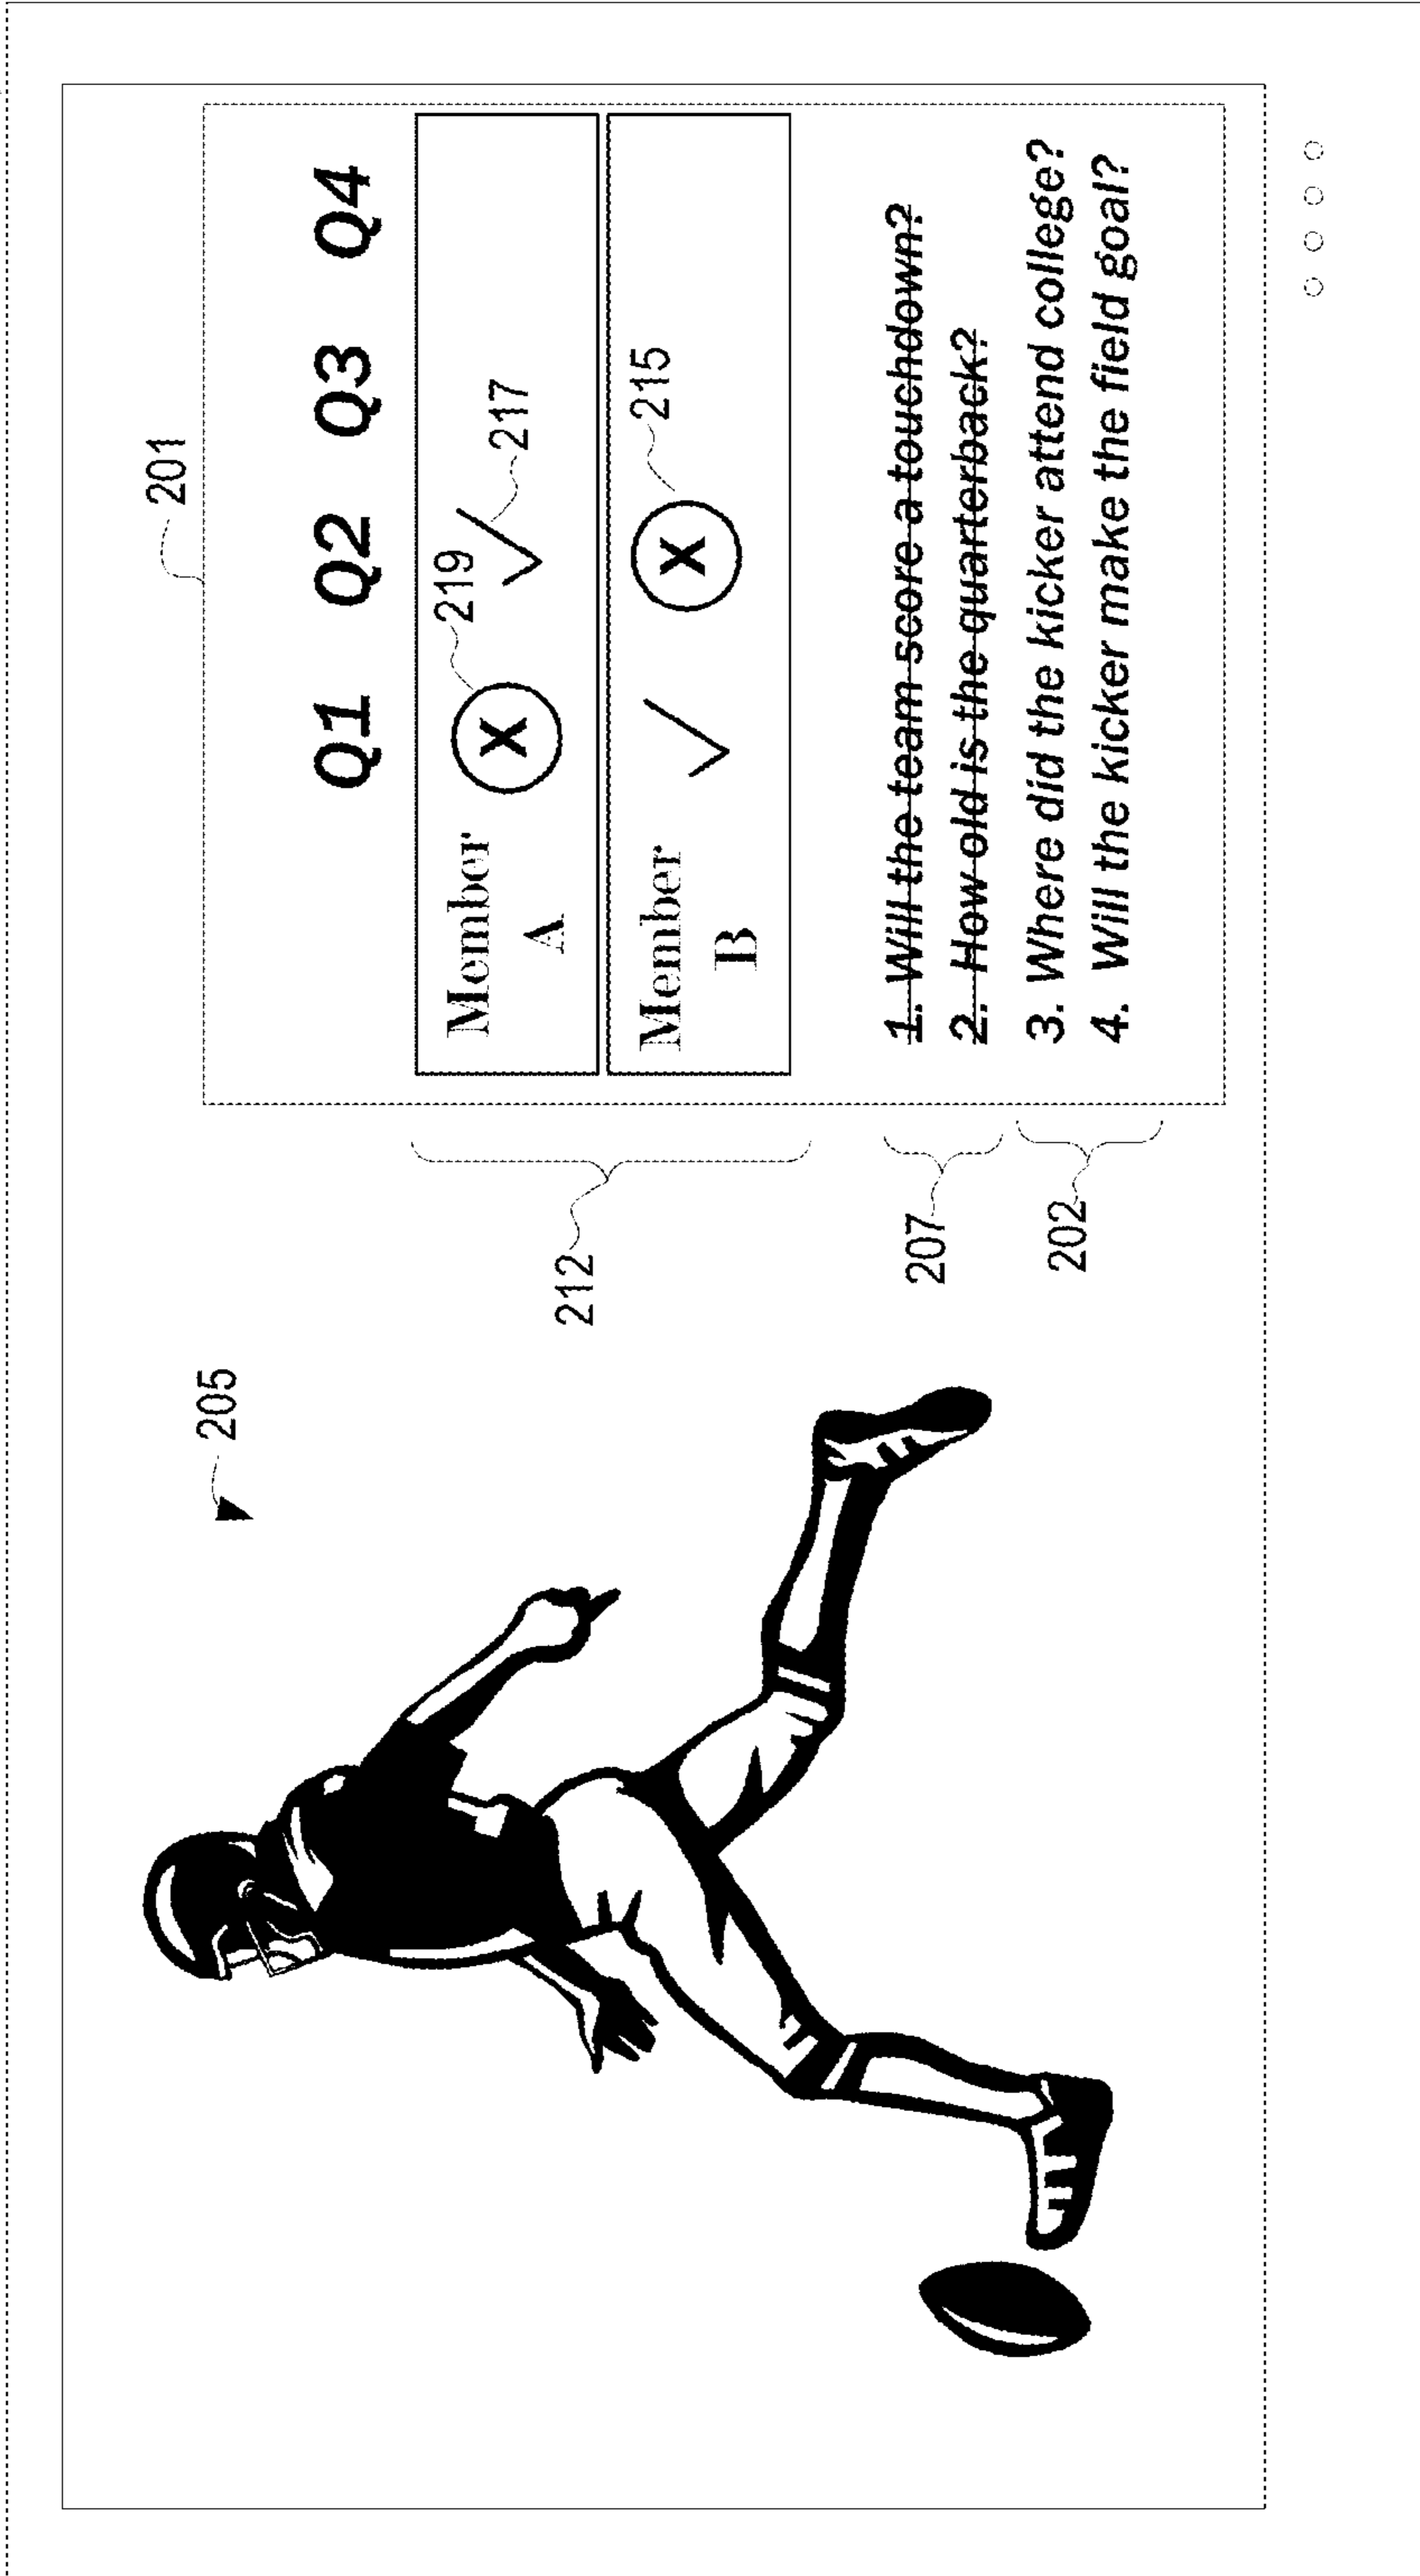 201
205
Q1 Q2 Q3 Q4
Member A
X
219
217
Member B
X
215
212
1. Will the team score a touchdown?
2. How old is the quarterback?
207
3. Where did the kicker attend college?
4. Will the kicker make the field goal?
202